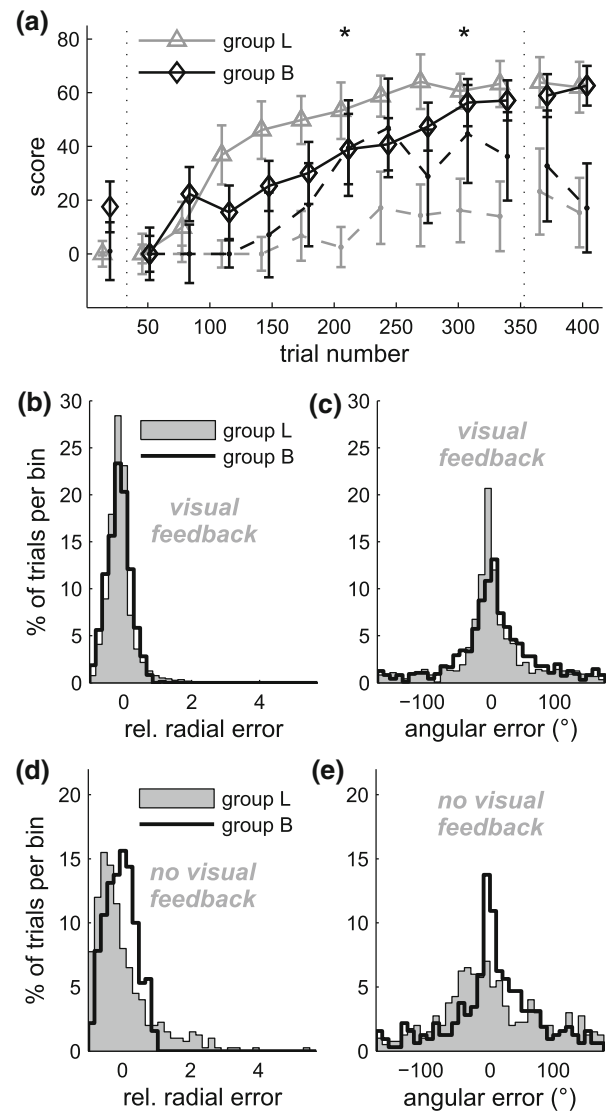 (a)
group L
group B
* *
80
60
40
20
0
score
50 100 150 200 250 300 350 400
trial number
(b)
30
25
20
15
10
5
0
% of trials per bin
group L
group B
visual
feedback
0 2 4
rel. radial error
(c)
30
25
20
15
10
5
0
visual
feedback
−100 0 100
angular error (°)
(d)
20
15
10
5
0
% of trials per bin
group L
group B
no visual
feedback
0 2 4
rel. radial error
(e)
20
15
10
5
0
no visual
feedback
−100 0 100
angular error (°)